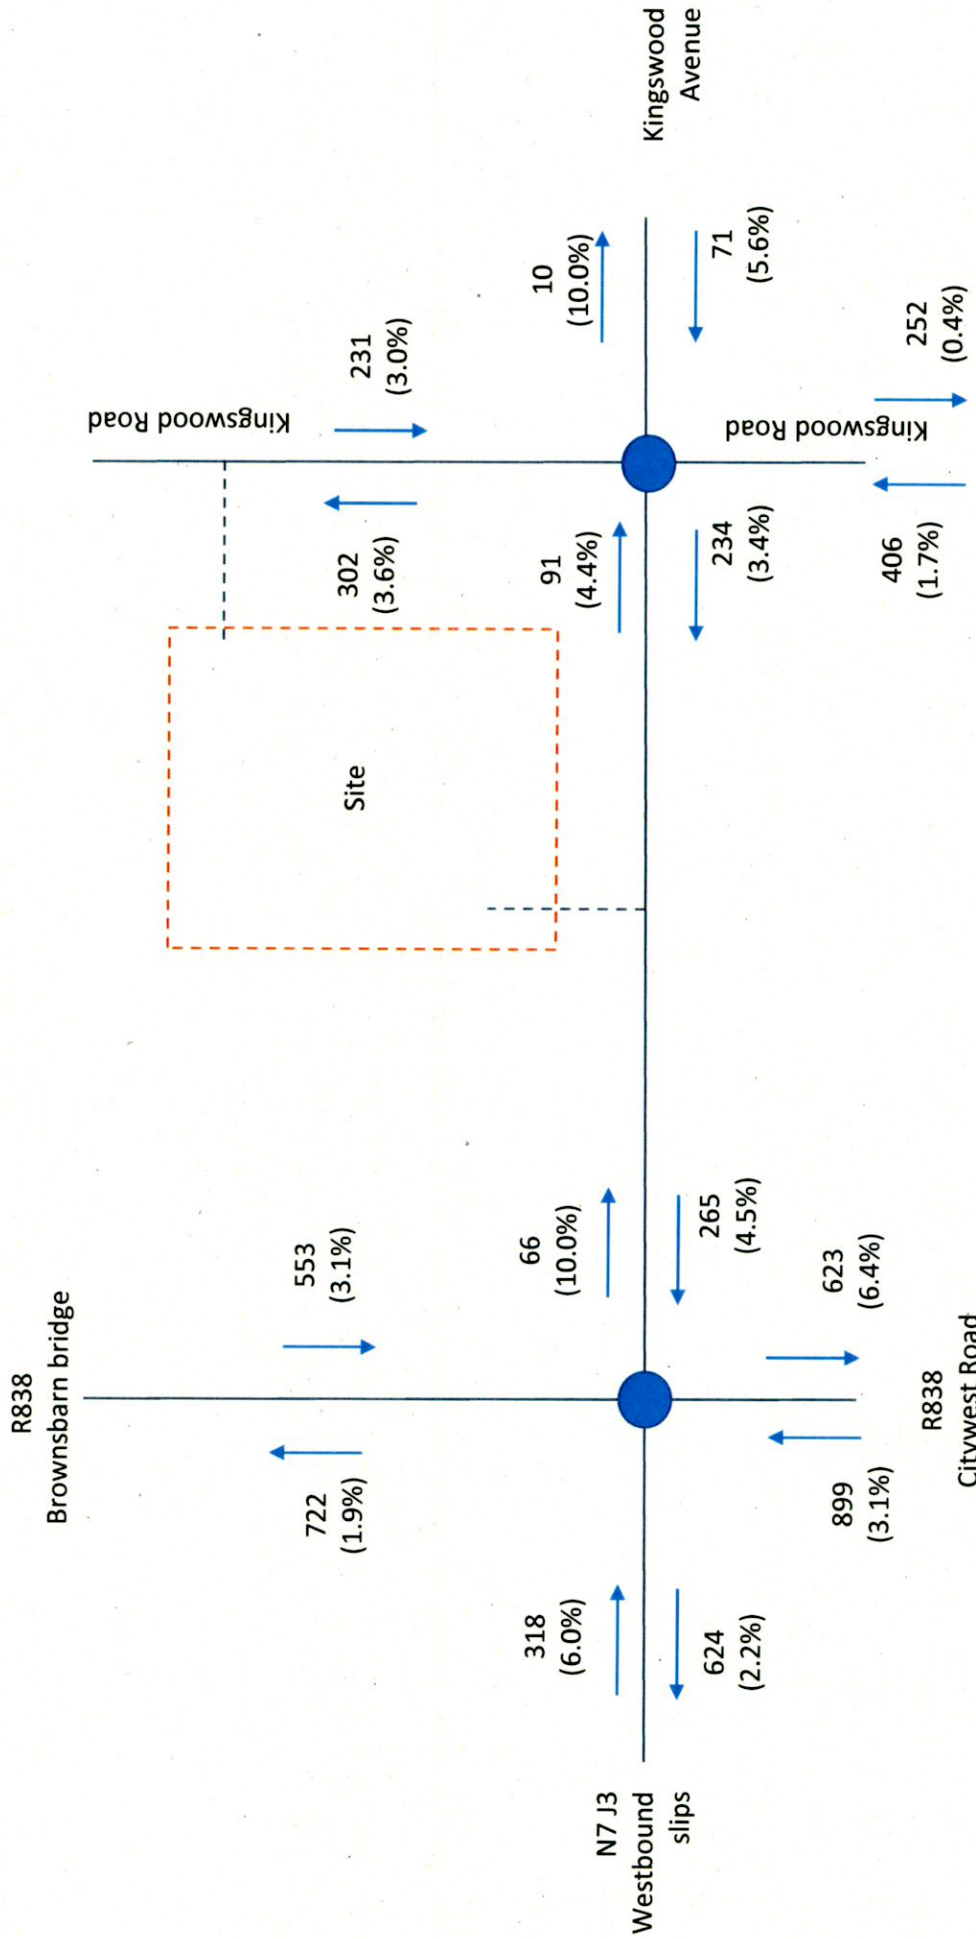 R838
Brownsbarn bridge
722
(1.9%)
553
(3.1%)
N7 J3
Westbound
slips
318
(6.0%)
624
(2.2%)
66
(10.0%)
265
(4.5%)
899
(3.1%)
623
(6.4%)
R838
Citywest Road
Site
Kingswood Road
302
(3.6%)
231
(3.0%)
91
(4.4%)
234
(3.4%)
10
(10.0%)
71
(5.6%)
Kingswood
Avenue
Kingswood Road
406
(1.7%)
252
(0.4%)